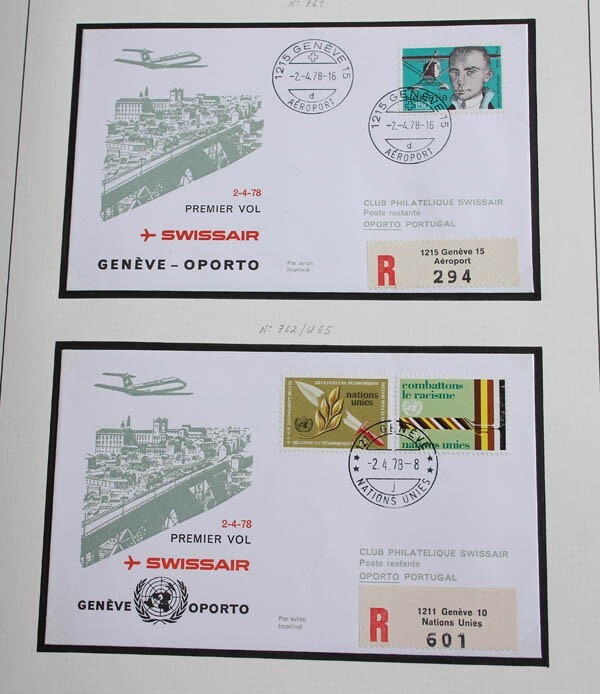 No 761
1215 GENÈVE 15
-2.-4.78-16
d
AÉROPORT
helvetia
1215 GENÈVE 15
-2.-4.78-16
d
AÉROPORT
2-4-78
PREMIER VOL
SWISSAIR
GENÈVE - OPORTO
Par avion
Imprimé
CLUB PHILATELIQUE SWISSAIR
Poste restante
OPORTO PORTUGAL
R
1215 Genève 15
Aéroport
294
No 762/U65
nations
unies
combattons
le racisme
nations unies
GENÈVE
-2.4.78-8
j
NATIONS UNIES
2-4-78
PREMIER VOL
SWISSAIR
GENÈVE OPORTO
Par avion
Imprimé
CLUB PHILATELIQUE SWISSAIR
Poste restante
OPORTO PORTUGAL
R
1211 Genève 10
Nations Unies
601